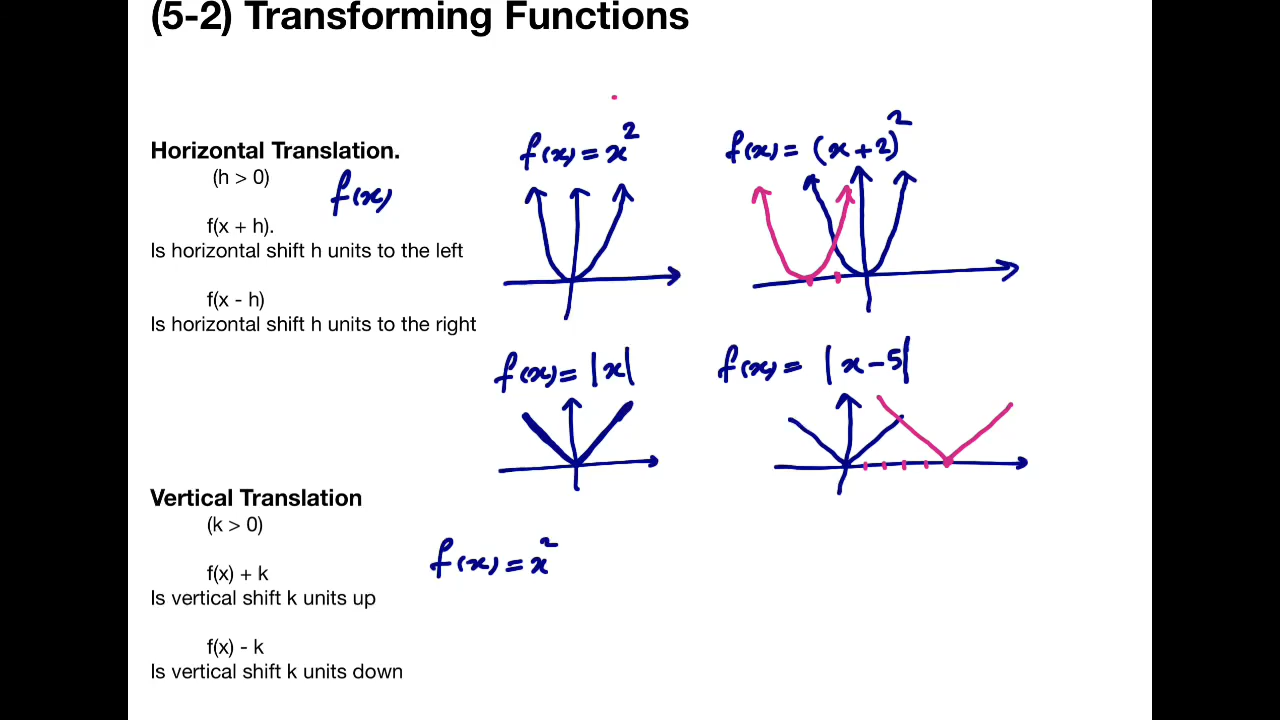 (5-2) Transforming Functions
Horizontal Translation.
(h > 0)
f(x)
f(x + h).
Is horizontal shift h units to the left
f(x - h)
Is horizontal shift h units to the right
f(x) = x²
f(x) = (x+2)²
f(x) = |x|
f(x) = |x-5|
Vertical Translation
(k > 0)
f(x) = x²
f(x) + k
Is vertical shift k units up
f(x) - k
Is vertical shift k units down